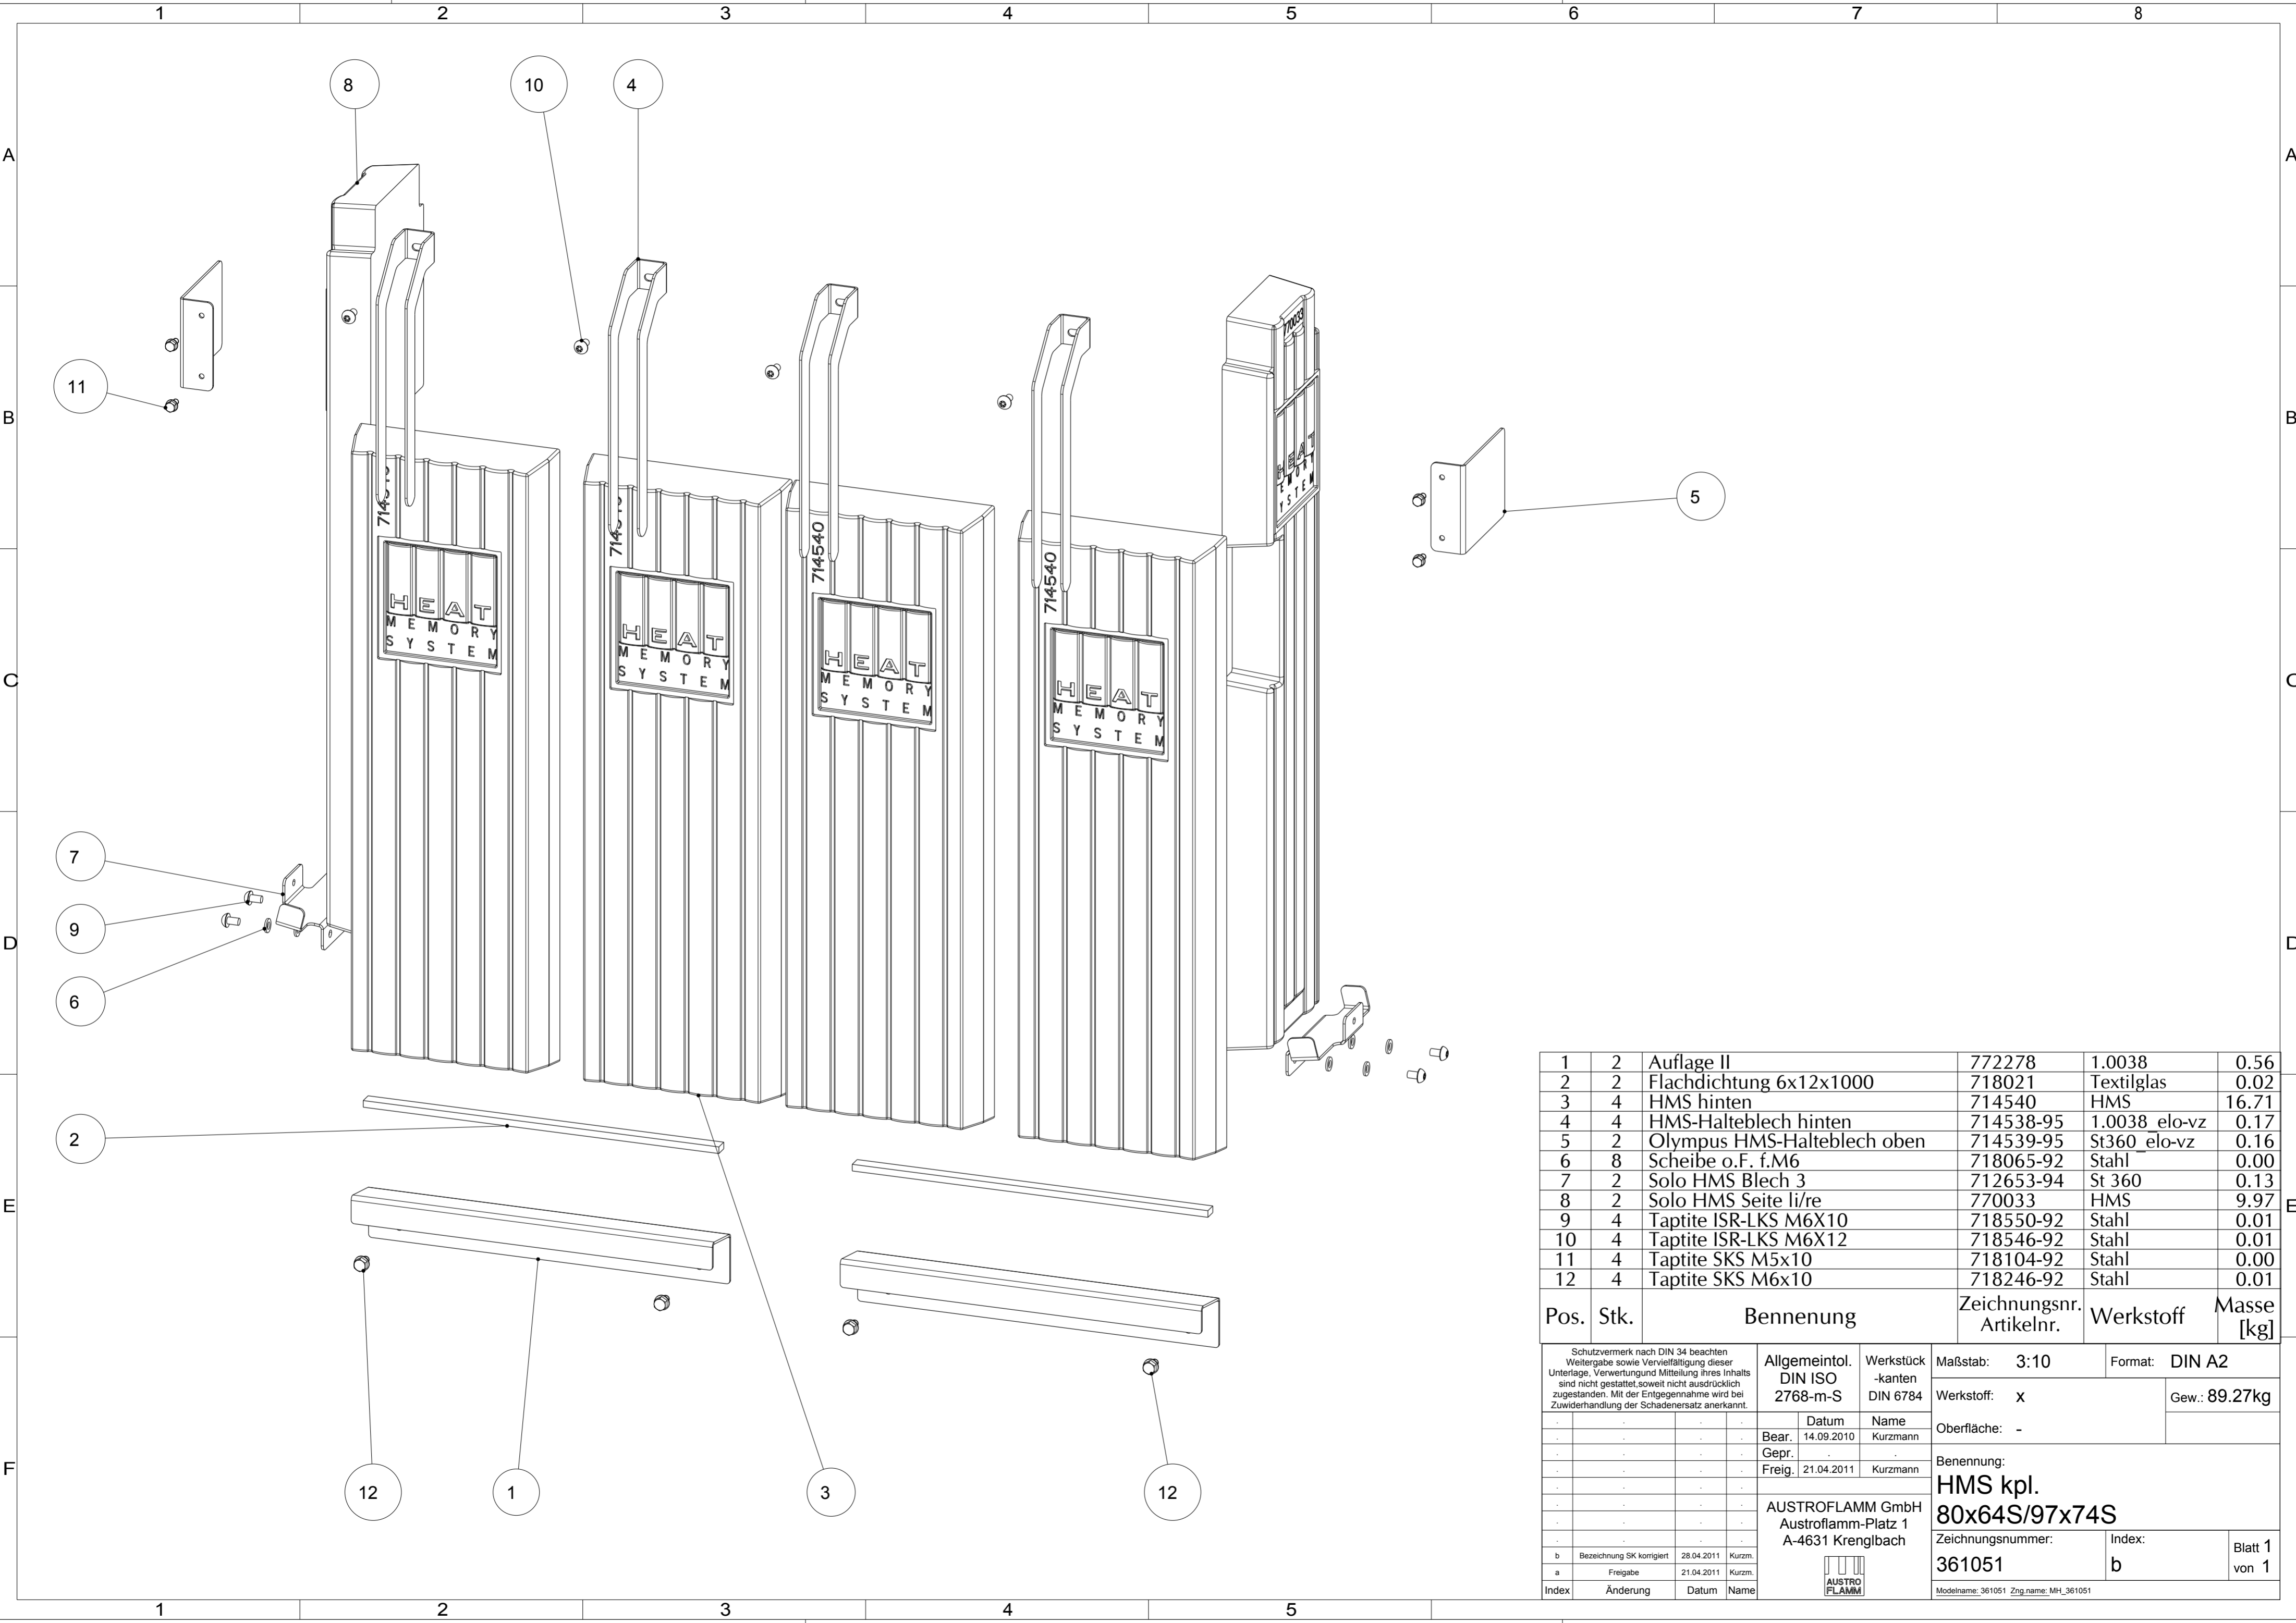 1 2 3 4 5 6 7 8
A A
8 10 4
11
B B
5
770033
HEAT
EMORY
YSTEM
714540
714540
HEAT
MEMORY
SYSTEM
HEAT
MEMORY
SYSTEM
HEAT
MEMORY
SYSTEM
HEAT
MEMORY
SYSTEM
C C
7
9
6
D D
2
E E
12 1 3 12
F
1 2 Auflage II 772278 1.0038 0.56
2 2 Flachdichtung 6x12x1000 718021 Textilglas 0.02
3 4 HMS hinten 714540 HMS 16.71
4 4 HMS-Halteblech hinten 714538-95 1.0038_elo-vz 0.17
5 2 Olympus HMS-Halteblech oben 714539-95 St360_elo-vz 0.16
6 8 Scheibe o.F. f.M6 718065-92 Stahl 0.00
7 2 Solo HMS Blech 3 712653-94 St 360 0.13
8 2 Solo HMS Seite li/re 770033 HMS 9.97
9 4 Taptite ISR-LKS M6X10 718550-92 Stahl 0.01
10 4 Taptite ISR-LKS M6X12 718546-92 Stahl 0.01
11 4 Taptite SKS M5x10 718104-92 Stahl 0.00
12 4 Taptite SKS M6x10 718246-92 Stahl 0.01
Pos. Stk. Bennenung Zeichnungsnr. Artikelnr. Werkstoff Masse [kg]
Schutzvermerk nach DIN 34 beachten
Weitergabe sowie Vervielfältigung dieser
Unterlage, Verwertungund Mitteilung ihres Inhalts
sind nicht gestattet,soweit nicht ausdrücklich
zugestanden. Mit der Entgegennahme wird bei
Zuwiderhandlung der Schadenersatz anerkannt.
Allgemeintol.
DIN ISO
2768-m-S
Werkstück
-kanten
DIN 6784
Maßstab: 3:10
Format: DIN A2
Werkstoff: x
Gew.: 89.27kg
Oberfläche: -
Datum Name
Bear. 14.09.2010 Kurzmann
Gepr. . .
Freig. 21.04.2011 Kurzmann
Benennung:
HMS kpl.
80x64S/97x74S
AUSTROFLAMM GmbH
Austroflamm-Platz 1
A-4631 Krenglbach
AUSTRO
FLAMM
Zeichnungsnummer:
361051
Index:
b
Blatt 1
von 1
b Bezeichnung SK korrigiert 28.04.2011 Kurzm.
a Freigabe 21.04.2011 Kurzm.
Index Änderung Datum Name
Modelname: 361051 Zng.name: MH_361051
1 2 3 4 5